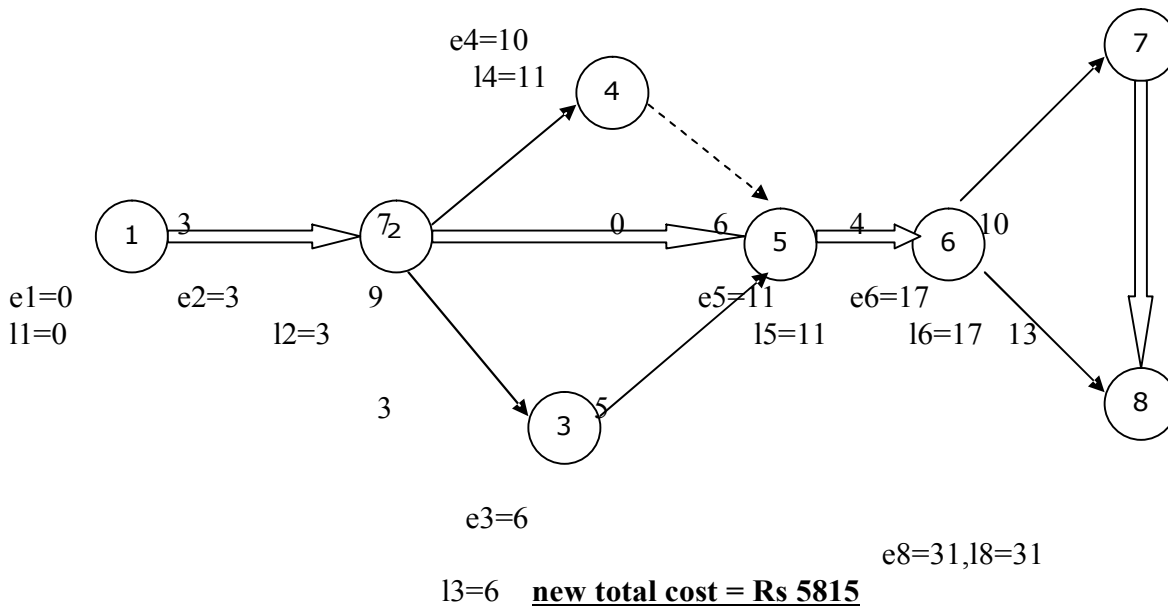 7
e4=10
l4=11
4
1 3 7 2 0 6 5 4 6 10
e1=0 e2=3 9 e5=11 e6=17
l1=0 l2=3 l5=11 l6=17 13
3 3 5 8
e3=6
e8=31,l8=31
l3=6 new total cost = Rs 5815